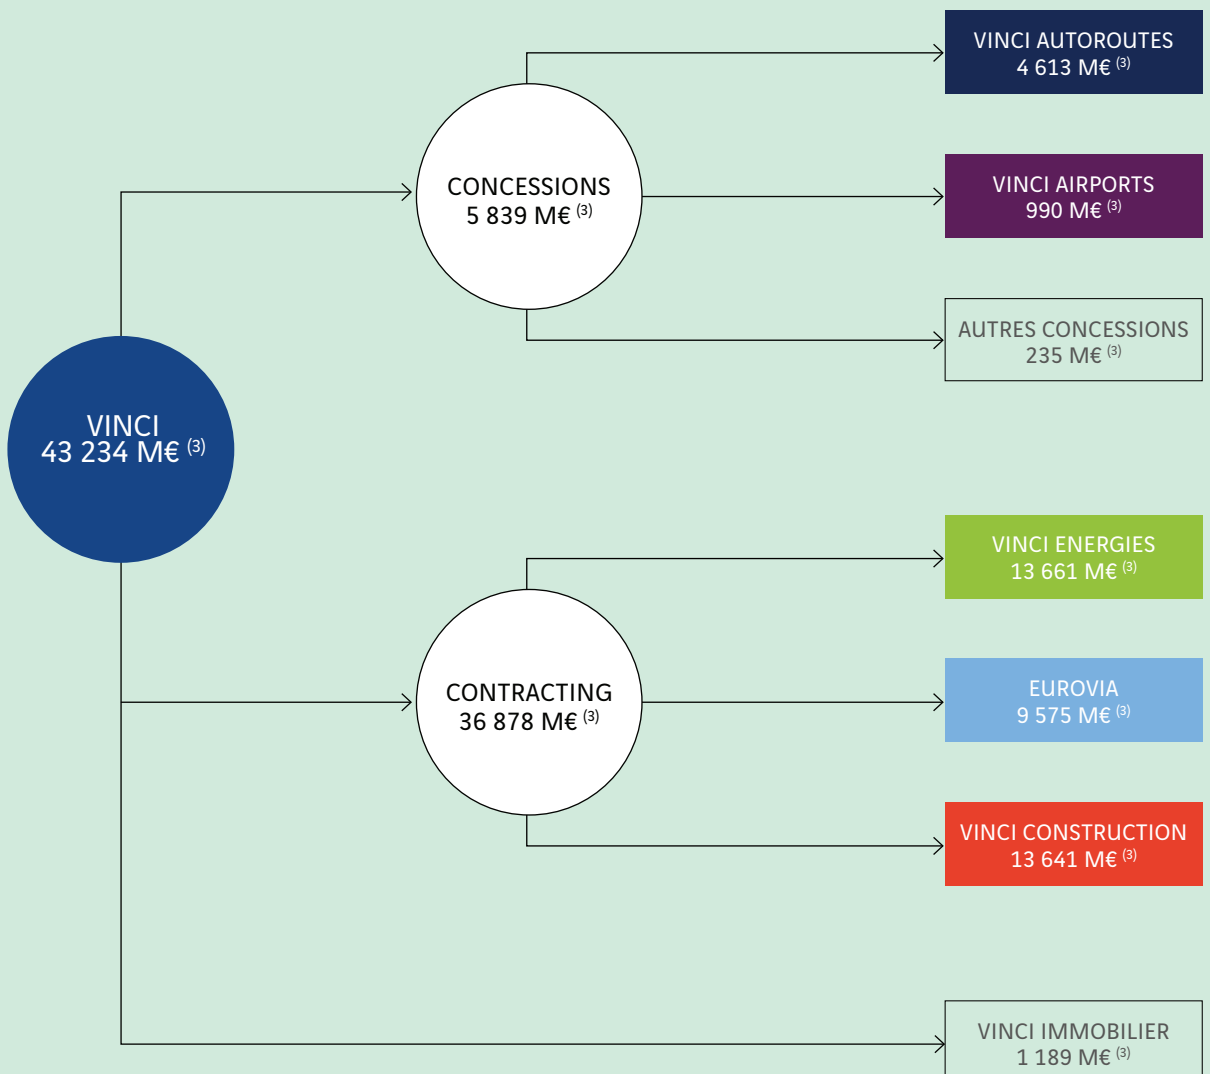 VINCI AUTOROUTES
4 613 M€ (3)
CONCESSIONS
5 839 M€ (3)
VINCI AIRPORTS
990 M€ (3)
AUTRES CONCESSIONS
235 M€ (3)
VINCI
43 234 M€ (3)
VINCI ENERGIES
13 661 M€ (3)
CONTRACTING
36 878 M€ (3)
EUROVIA
9 575 M€ (3)
VINCI CONSTRUCTION
13 641 M€ (3)
VINCI IMMOBILIER
1 189 M€ (3)